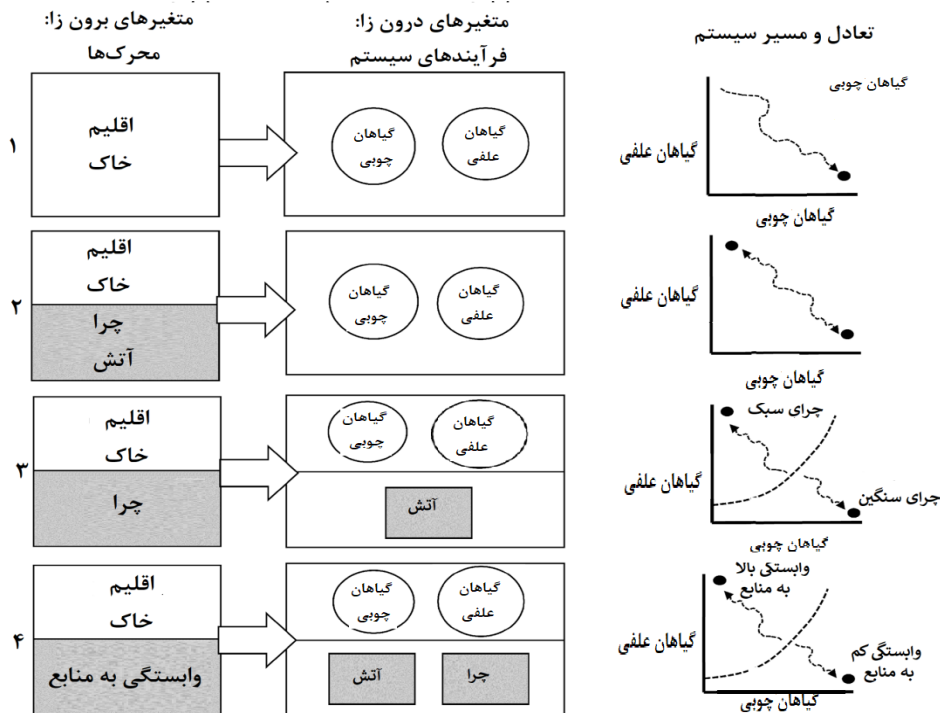 متغیرهای برون زا:
محرک‌ها
متغیرهای درون زا:
فرآیندهای سیستم
تعادل و مسیر سیستم
۱
اقلیم
خاک
گیاهان
چوبی
گیاهان
علفی
گیاهان چوبی
گیاهان علفی
گیاهان چوبی
۲
اقلیم
خاک
چرا
آتش
گیاهان
چوبی
گیاهان
علفی
گیاهان علفی
گیاهان چوبی
۳
اقلیم
خاک
چرا
گیاهان
چوبی
گیاهان
علفی
آتش
چرای سبک
گیاهان علفی
چرای سنگین
گیاهان چوبی
۴
اقلیم
خاک
وابستگی به منابع
گیاهان
چوبی
گیاهان
علفی
آتش
چرا
وابستگی بالا
به منابع
گیاهان علفی
وابستگی کم
به منابع
گیاهان چوبی